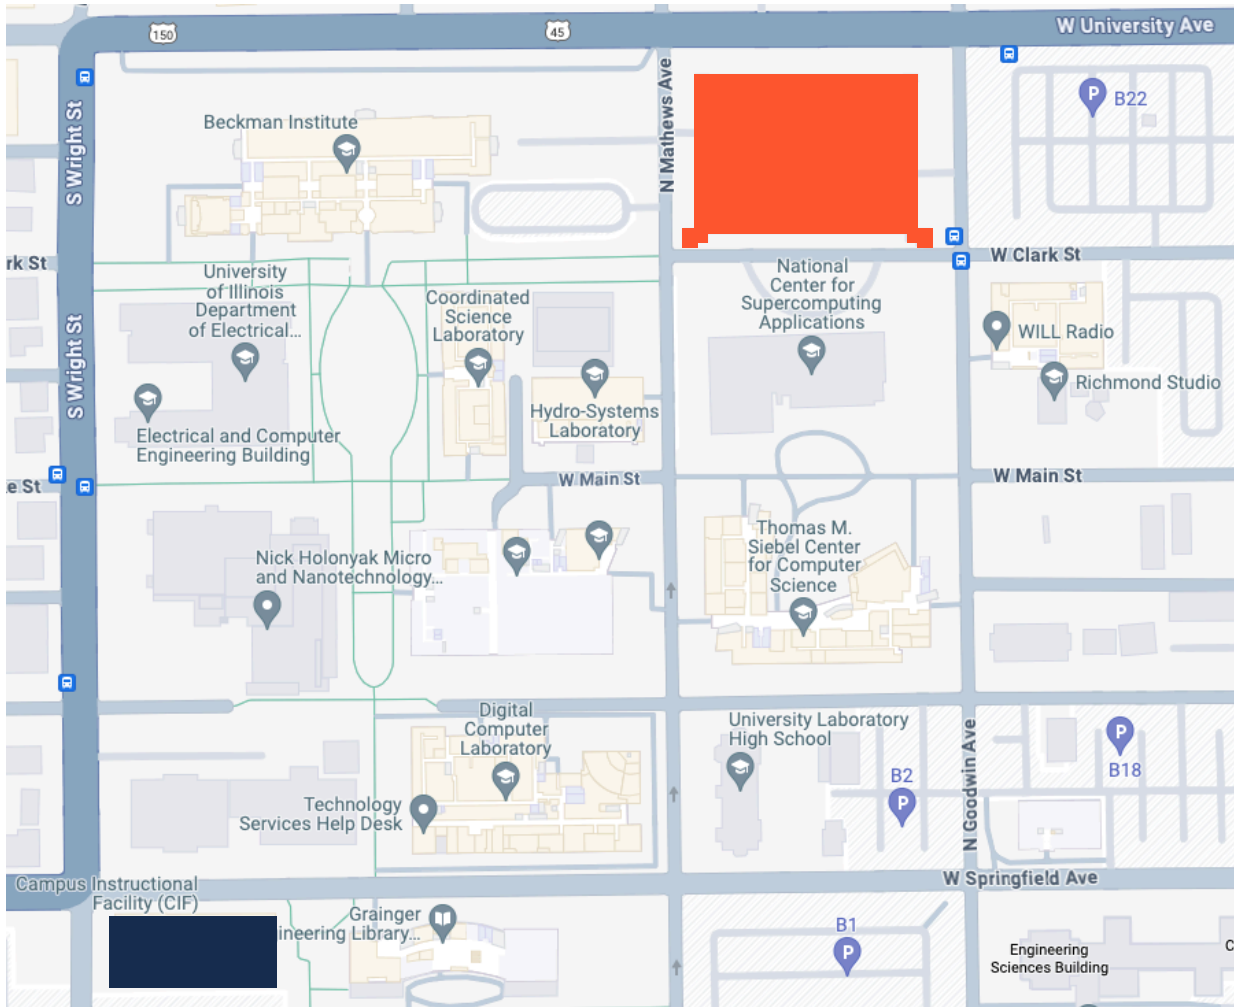 150
45
W University Ave
S Wright St
N Mathews Ave
B22
Beckman Institute
rk St
W Clark St
University
of Illinois
Department
of Electrical...
Coordinated
Science
Laboratory
National
Center for
Supercomputing
Applications
WILL Radio
S Wright St
Richmond Studio
Hydro-Systems
Laboratory
Electrical and Computer
Engineering Building
e St
W Main St
W Main St
Nick Holonyak Micro
and Nanotechnology...
Thomas M.
Siebel Center
for Computer
Science
Digital
Computer
Laboratory
University Laboratory
High School
N Goodwin Ave
B2
B18
Technology
Services Help Desk
W Springfield Ave
Campus Instructional
Facility (CIF)
Grainger
ineering Library...
B1
Engineering
Sciences Building
C
P
P
P
P